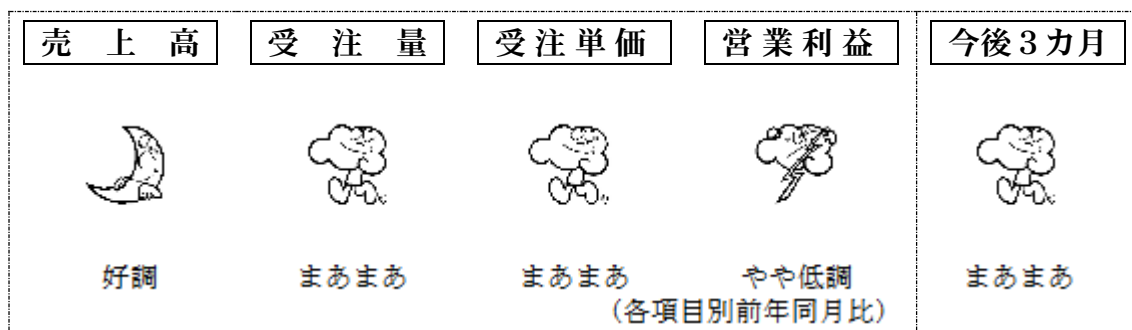 売上高 受注量 受注単価 営業利益 今後３カ月
好調 まあまあ まあまあ やや低調 まあまあ
（各項目別前年同月比）